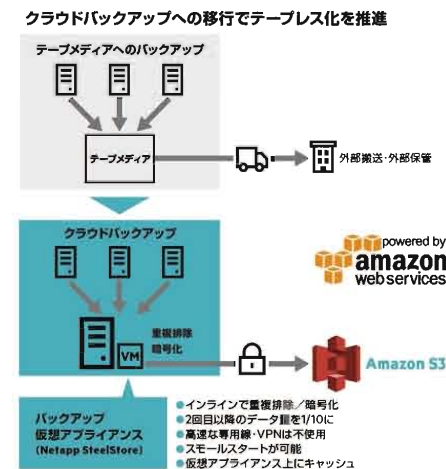 クラウドバックアップへの移行でテープレス化を推進
テープメディアへのバックアップ
テープメディア
外部搬送・外部保管
クラウドバックアップ
powered by
amazon
webservices
重複排除
暗号化
VM
Amazon S3
バックアップ
仮想アプライアンス
(Netapp SteelStore)
●インラインで重複排除／暗号化
●2回目以降のデータ量を1/10に
●高速な専用線・VPNは不使用
●スモールスタートが可能
●仮想アプライアンス上にキャッシュ